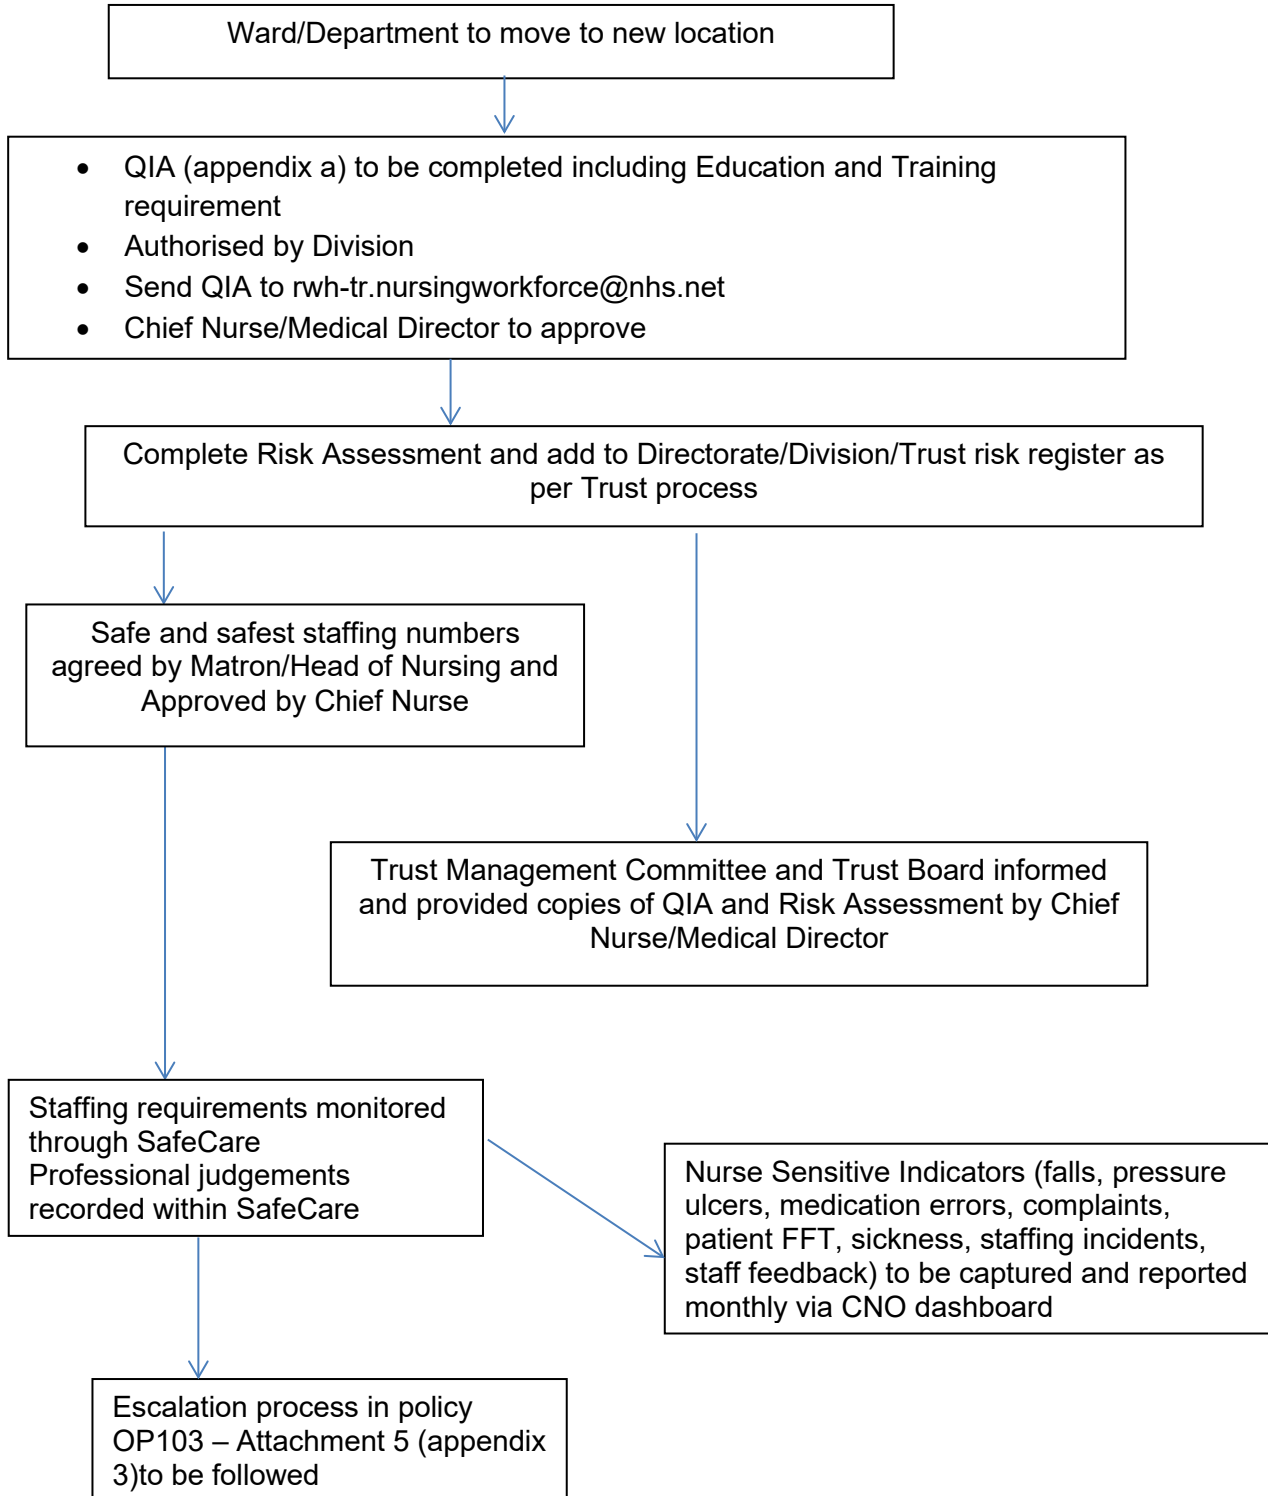 Ward/Department to move to new location
• QIA (appendix a) to be completed including Education and Training
requirement
• Authorised by Division
• Send QIA to rwh-tr.nursingworkforce@nhs.net
• Chief Nurse/Medical Director to approve
Complete Risk Assessment and add to Directorate/Division/Trust risk register as
per Trust process
Safe and safest staffing numbers
agreed by Matron/Head of Nursing and
Approved by Chief Nurse
Trust Management Committee and Trust Board informed
and provided copies of QIA and Risk Assessment by Chief
Nurse/Medical Director
Staffing requirements monitored
through SafeCare
Professional judgements
recorded within SafeCare
Nurse Sensitive Indicators (falls, pressure
ulcers, medication errors, complaints,
patient FFT, sickness, staffing incidents,
staff feedback) to be captured and reported
monthly via CNO dashboard
Escalation process in policy
OP103 – Attachment 5 (appendix
3)to be followed